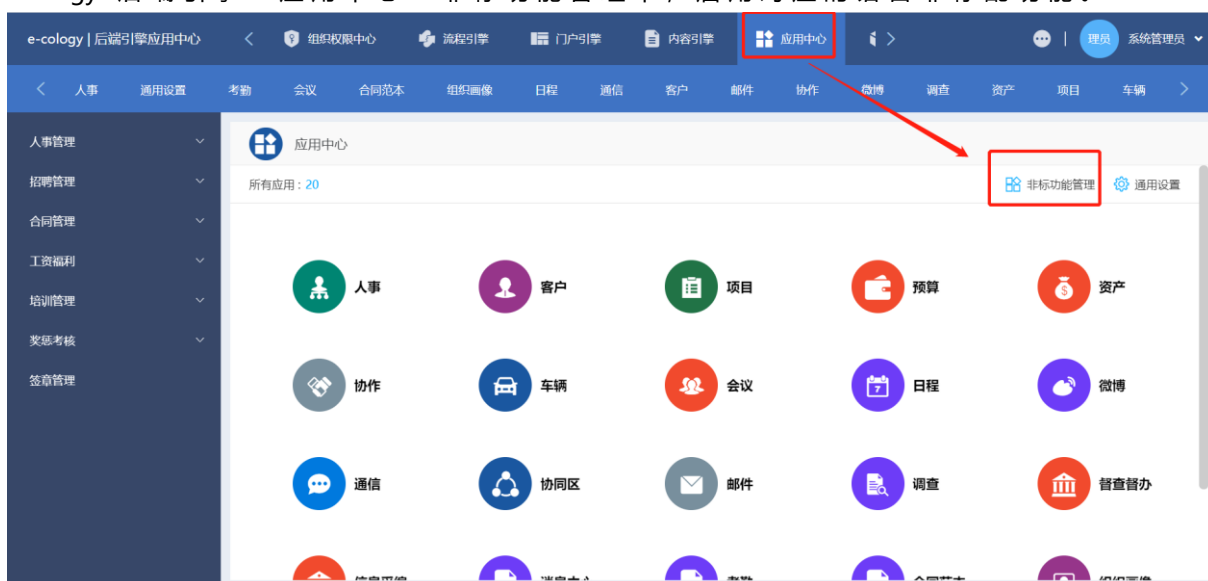 e-cology | 后端引擎应用中心 组织权限中心 流程引擎 门户引擎 内容引擎 应用中心 理员 系统管理员
人事 通用设置 考勤 会议 合同范本 组织画像 日程 通信 客户 邮件 协作 微博 调查 资产 项目 车辆
人事管理
招聘管理
合同管理
工资福利
培训管理
奖惩考核
签章管理
应用中心
所有应用 : 20 非标功能管理 通用设置
人事 客户 项目 预算 资产
协作 车辆 会议 7 日程 微博
通信 协同区 邮件 调查 督查督办